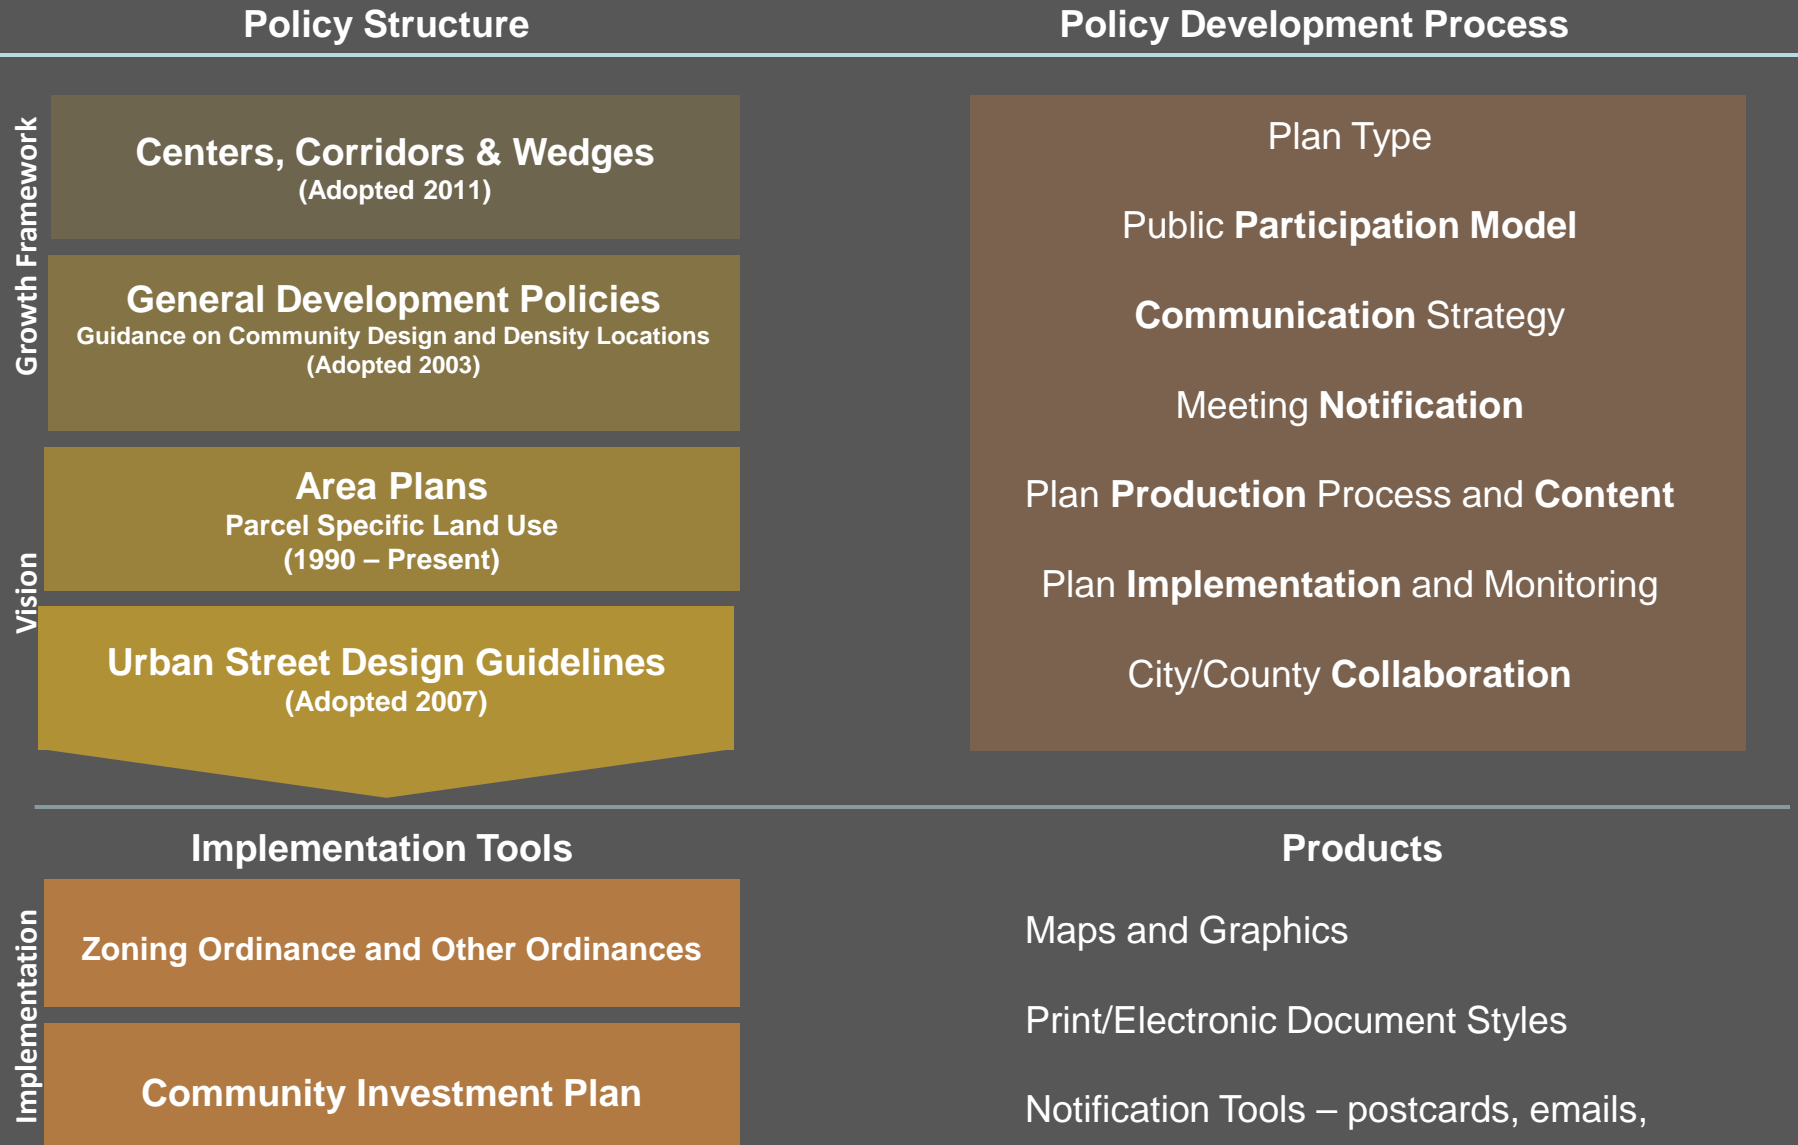 Policy Structure
Policy Development Process
Growth Framework
Centers, Corridors & Wedges
(Adopted 2011)
General Development Policies
Guidance on Community Design and Density Locations
(Adopted 2003)
Vision
Area Plans
Parcel Specific Land Use
(1990 – Present)
Urban Street Design Guidelines
(Adopted 2007)
Plan Type
Public Participation Model
Communication Strategy
Meeting Notification
Plan Production Process and Content
Plan Implementation and Monitoring
City/County Collaboration
Implementation Tools
Implementation
Zoning Ordinance and Other Ordinances
Community Investment Plan
Products
Maps and Graphics
Print/Electronic Document Styles
Notification Tools – postcards, emails,